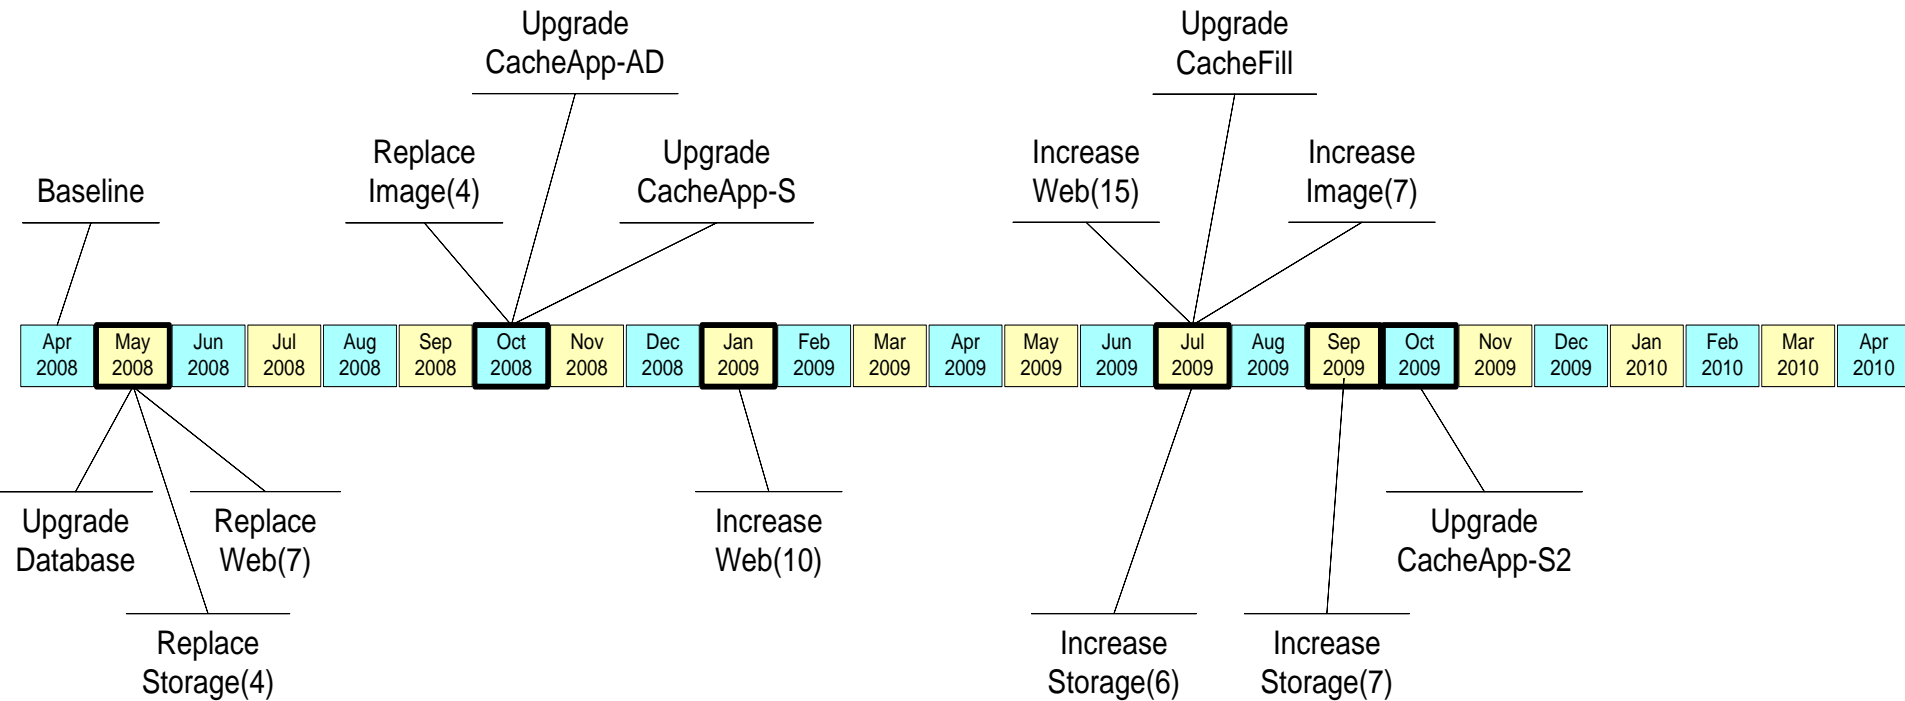 Upgrade
CacheApp-AD
Upgrade
CacheFill
Replace
Image(4)
Upgrade
CacheApp-S
Increase
Web(15)
Increase
Image(7)
Baseline
Apr
2008
May
2008
Jun
2008
Jul
2008
Aug
2008
Sep
2008
Oct
2008
Nov
2008
Dec
2008
Jan
2009
Feb
2009
Mar
2009
Apr
2009
May
2009
Jun
2009
Jul
2009
Aug
2009
Sep
2009
Oct
2009
Nov
2009
Dec
2009
Jan
2010
Feb
2010
Mar
2010
Apr
2010
Upgrade
Database
Replace
Web(7)
Increase
Web(10)
Upgrade
CacheApp-S2
Replace
Storage(4)
Increase
Storage(6)
Increase
Storage(7)